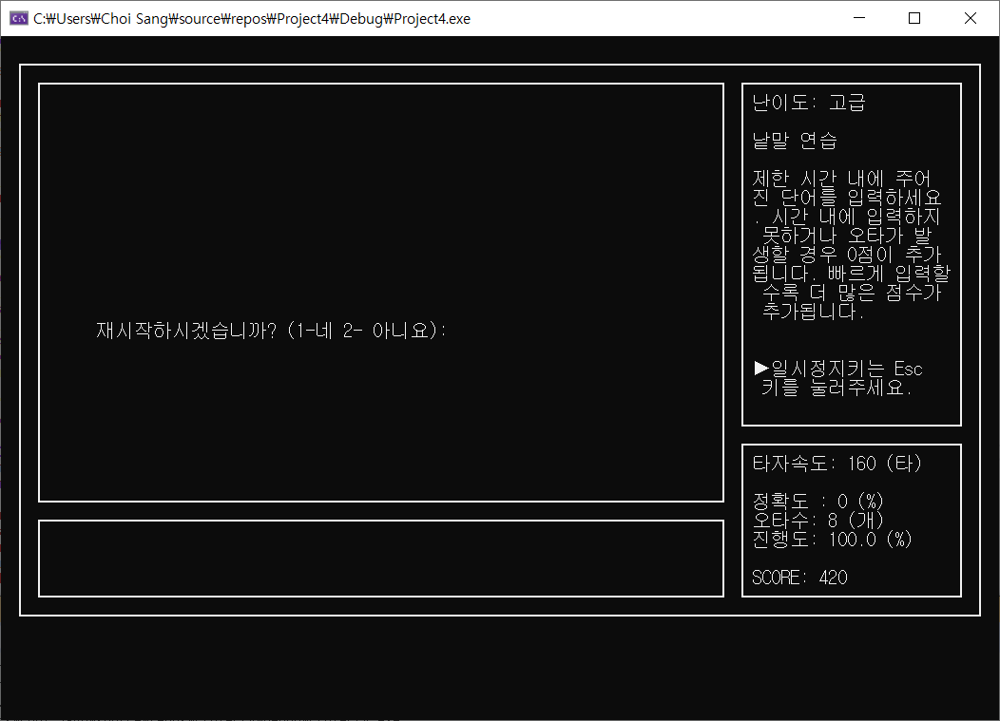 C:₩Users₩Choi Sang₩source₩repos₩Project4₩Debug₩Project4.exe
재시작하시겠습니까? (1-네 2- 아니요):
난이도: 고급
낱말 연습
제한 시간 내에 주어
진 단어를 입력하세요
. 시간 내에 입력하지
못하거나 오타가 발
생할 경우 0점이 추가
됩니다. 빠르게 입력할
수록 더 많은 점수가
추가됩니다.
▶일시정지키는 Esc
키를 눌러주세요.
타자속도: 160 (타)
정확도 : 0 (%)
오타수: 8 (개)
진행도: 100.0 (%)
SCORE: 420